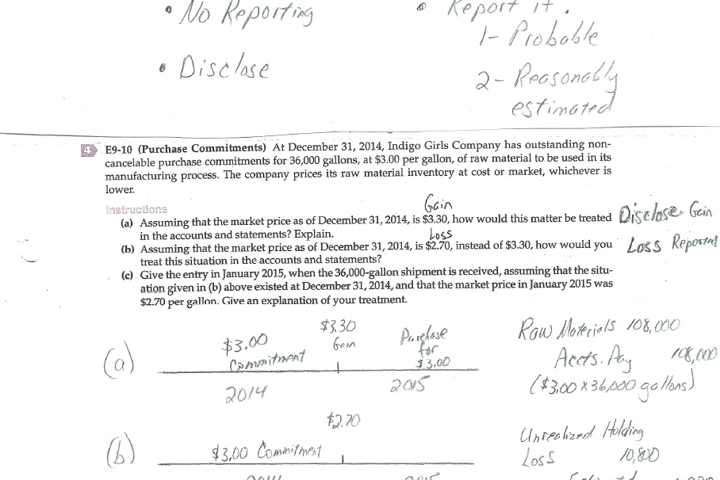 • No Reporting
• Report it.
1- Probable
• Disclose
2- Reasonably
estimated
4 E9-10 (Purchase Commitments) At December 31, 2014, Indigo Girls Company has outstanding non-
cancelable purchase commitments for 36,000 gallons, at $3.00 per gallon, of raw material to be used in its
manufacturing process. The company prices its raw material inventory at cost or market, whichever is
lower.
Instructions
Gain
(a) Assuming that the market price as of December 31, 2014, is $3.30, how would this matter be treated
Disclose Gain
in the accounts and statements? Explain.
Loss
(b) Assuming that the market price as of December 31, 2014, is $2.70, instead of $3.30, how would you
Loss Reported
treat this situation in the accounts and statements?
(c) Give the entry in January 2015, when the 36,000-gallon shipment is received, assuming that the situ-
ation given in (b) above existed at December 31, 2014, and that the market price in January 2015 was
$2.70 per gallon. Give an explanation of your treatment.
(a)
$3.00
Commitment
2014
$3.30
Gain
Purchase
for
$3.00
2015
Raw Materials 108,000
Accts. Pay 108,000
($3.00 x 36,000 gallons)
(b)
$3.00 Commitment
$2.70
Unrealized Holding
Loss 10,800